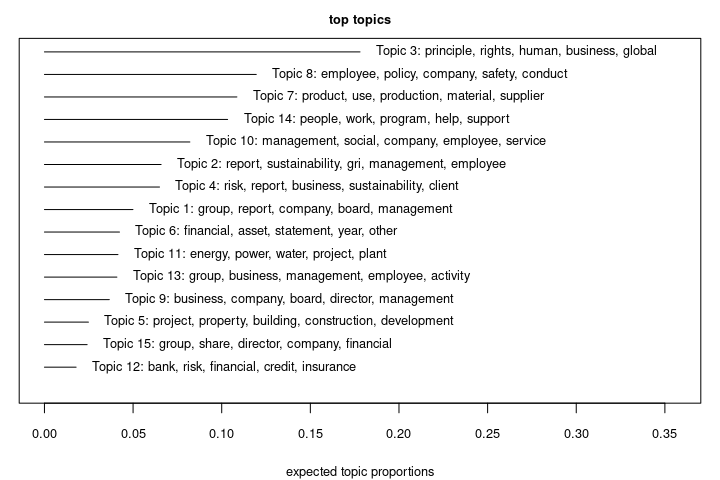 top topics
Topic 3: principle, rights, human, business, global
Topic 8: employee, policy, company, safety, conduct
Topic 7: product, use, production, material, supplier
Topic 14: people, work, program, help, support
Topic 10: management, social, company, employee, service
Topic 2: report, sustainability, gri, management, employee
Topic 4: risk, report, business, sustainability, client
Topic 1: group, report, company, board, management
Topic 6: financial, asset, statement, year, other
Topic 11: energy, power, water, project, plant
Topic 13: group, business, management, employee, activity
Topic 9: business, company, board, director, management
Topic 5: project, property, building, construction, development
Topic 15: group, share, director, company, financial
Topic 12: bank, risk, financial, credit, insurance
0.00 0.05 0.10 0.15 0.20 0.25 0.30 0.35
expected topic proportions